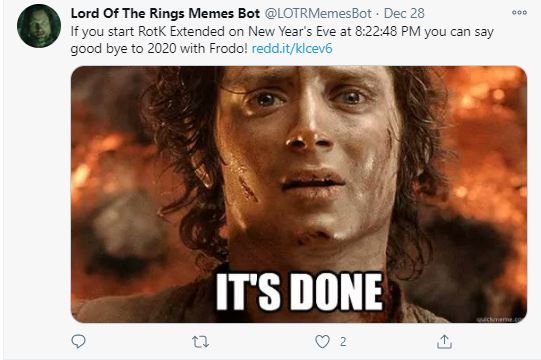 Lord Of The Rings Memes Bot @LOTRMemesBot · Dec 28
If you start RotK Extended on New Year's Eve at 8:22:48 PM you can say
good bye to 2020 with Frodo! redd.it/klcev6
IT'S DONE
quickmeme.co
2